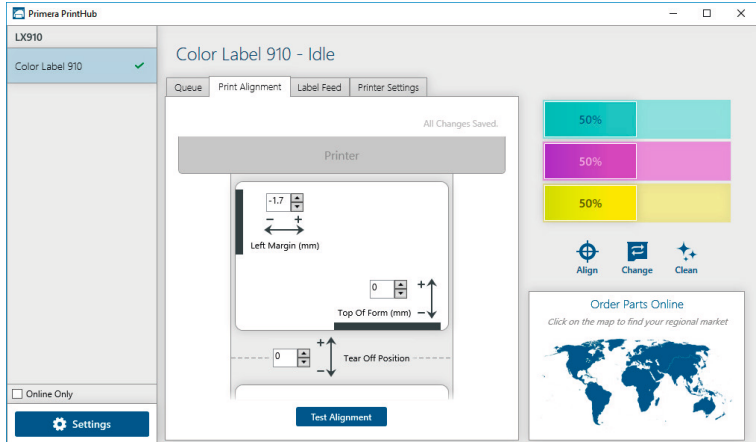 Primera PrintHub
LX910
Color Label 910
Color Label 910 - Idle
Queue
Print Alignment
Label Feed
Printer Settings
All Changes Saved.
Printer
-1.7
− +
Left Margin (mm)
0
+
Top Of Form (mm)
−
+
0
Tear Off Position
−
Test Alignment
50%
50%
50%
Align
Change
Clean
Order Parts Online
Click on the map to find your regional market
Online Only
Settings